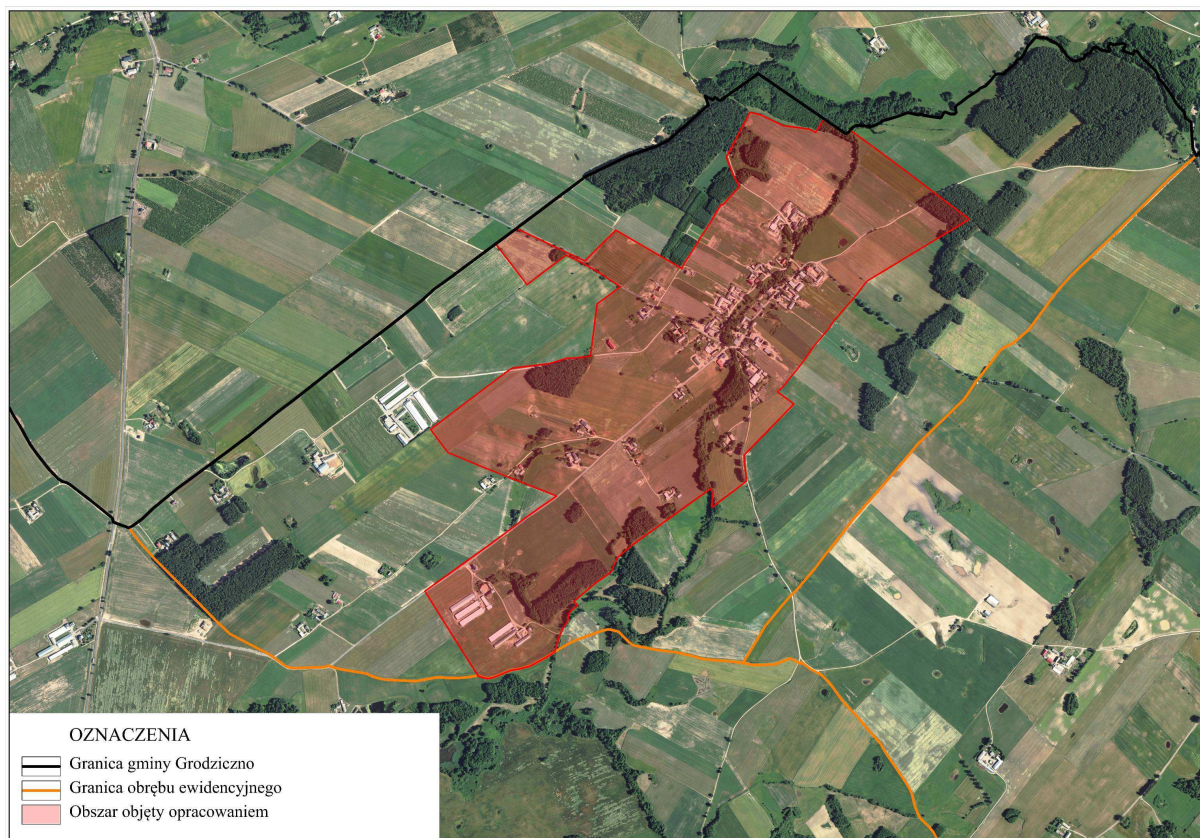 OZNACZENIA
Granica gminy Grodziczno
Granica obrębu ewidencyjnego
Obszar objęty opracowaniem